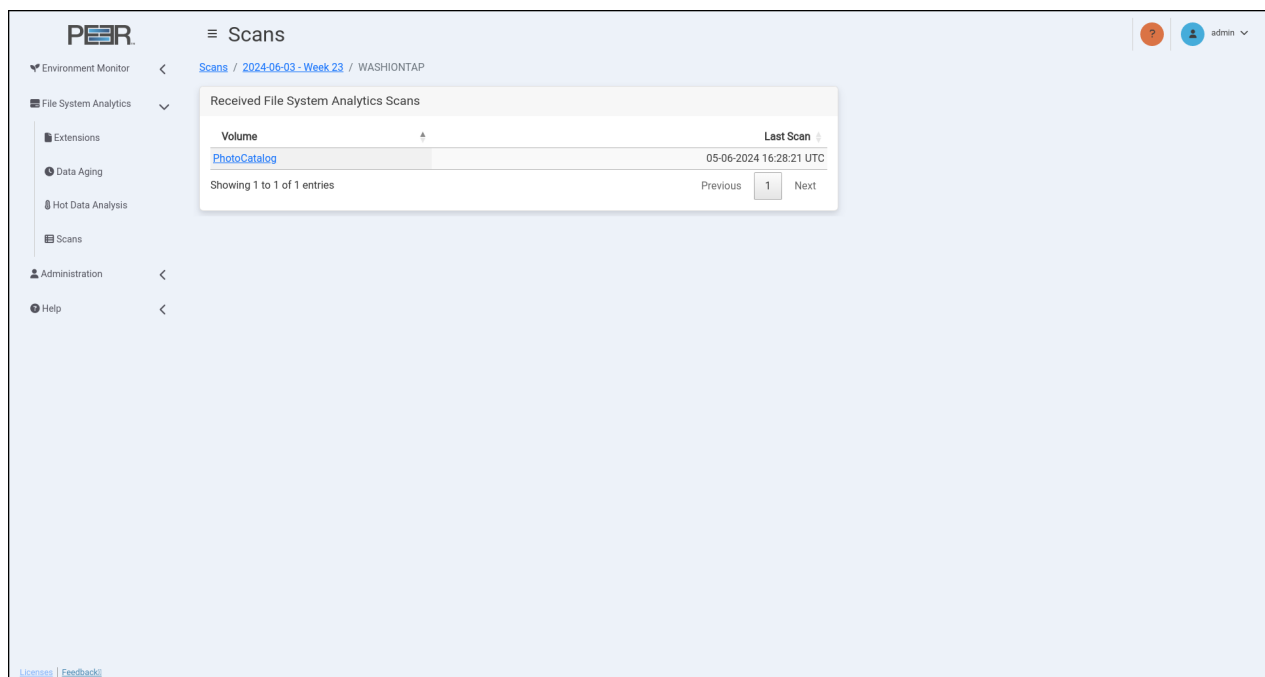 PEER
≡ Scans
? admin
Environment Monitor
Scans / 2024-06-03 - Week 23 / WASHIONTAP
File System Analytics
Received File System Analytics Scans
Extensions
Volume Last Scan
PhotoCatalog 05-06-2024 16:28:21 UTC
Data Aging
Showing 1 to 1 of 1 entries Previous 1 Next
Hot Data Analysis
Scans
Administration
Help
Licenses | Feedback||